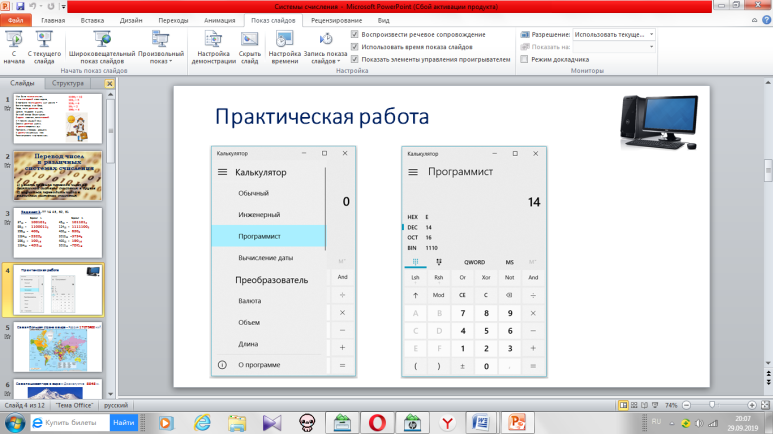 Системы счисления - Microsoft PowerPoint (Сбой активации продукта)
Файл Главная Вставка Дизайн Переходы Анимация Показ слайдов Рецензирование Вид
С начала
С текущего слайда
Широковещательный показ слайдов
Произвольный показ
Начать показ слайдов
Настройка демонстрации
Скрыть слайд
Настройка времени
Запись показа слайдов
Воспроизвести речевое сопровождение
Использовать время показа слайдов
Показать элементы управления проигрывателем
Настройка
Разрешение: Использовать текуще...
Показать на:
Режим докладчика
Мониторы
Слайды Структура
1
2
Перевод чисел
в различных
системах счисления
3
4
Практическая работа
5
6
Практическая работа
Калькулятор
Калькулятор
Обычный
0
Инженерный
Программист
Вычисление даты
Преобразователь
Валюта
Объем
Длина
О программе
M˅
And
÷
×
−
+
=
Калькулятор
Программист
14
HEX E
DEC 14
OCT 16
BIN 1110
QWORD MS M˅
Lsh Rsh Or Xor Not And
↑ Mod CE C ⌫ ÷
A B 7 8 9 ×
C D 4 5 6 −
E F 1 2 3 +
( ) ± 0 . =
Слайд 4 из 12 "Тема Office" русский
74%
Купить билеты Найти
RU
20:07
29.09.2019